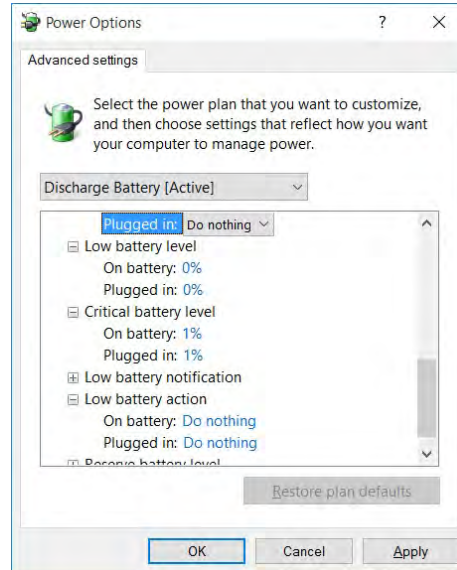 Power Options
Advanced settings
Select the power plan that you want to customize,
and then choose settings that reflect how you want
your computer to manage power.
Discharge Battery [Active]
Plugged in: Do nothing
Low battery level
On battery: 0%
Plugged in: 0%
Critical battery level
On battery: 1%
Plugged in: 1%
Low battery notification
Low battery action
On battery: Do nothing
Plugged in: Do nothing
Reserve battery level
Restore plan defaults
OK Cancel Apply